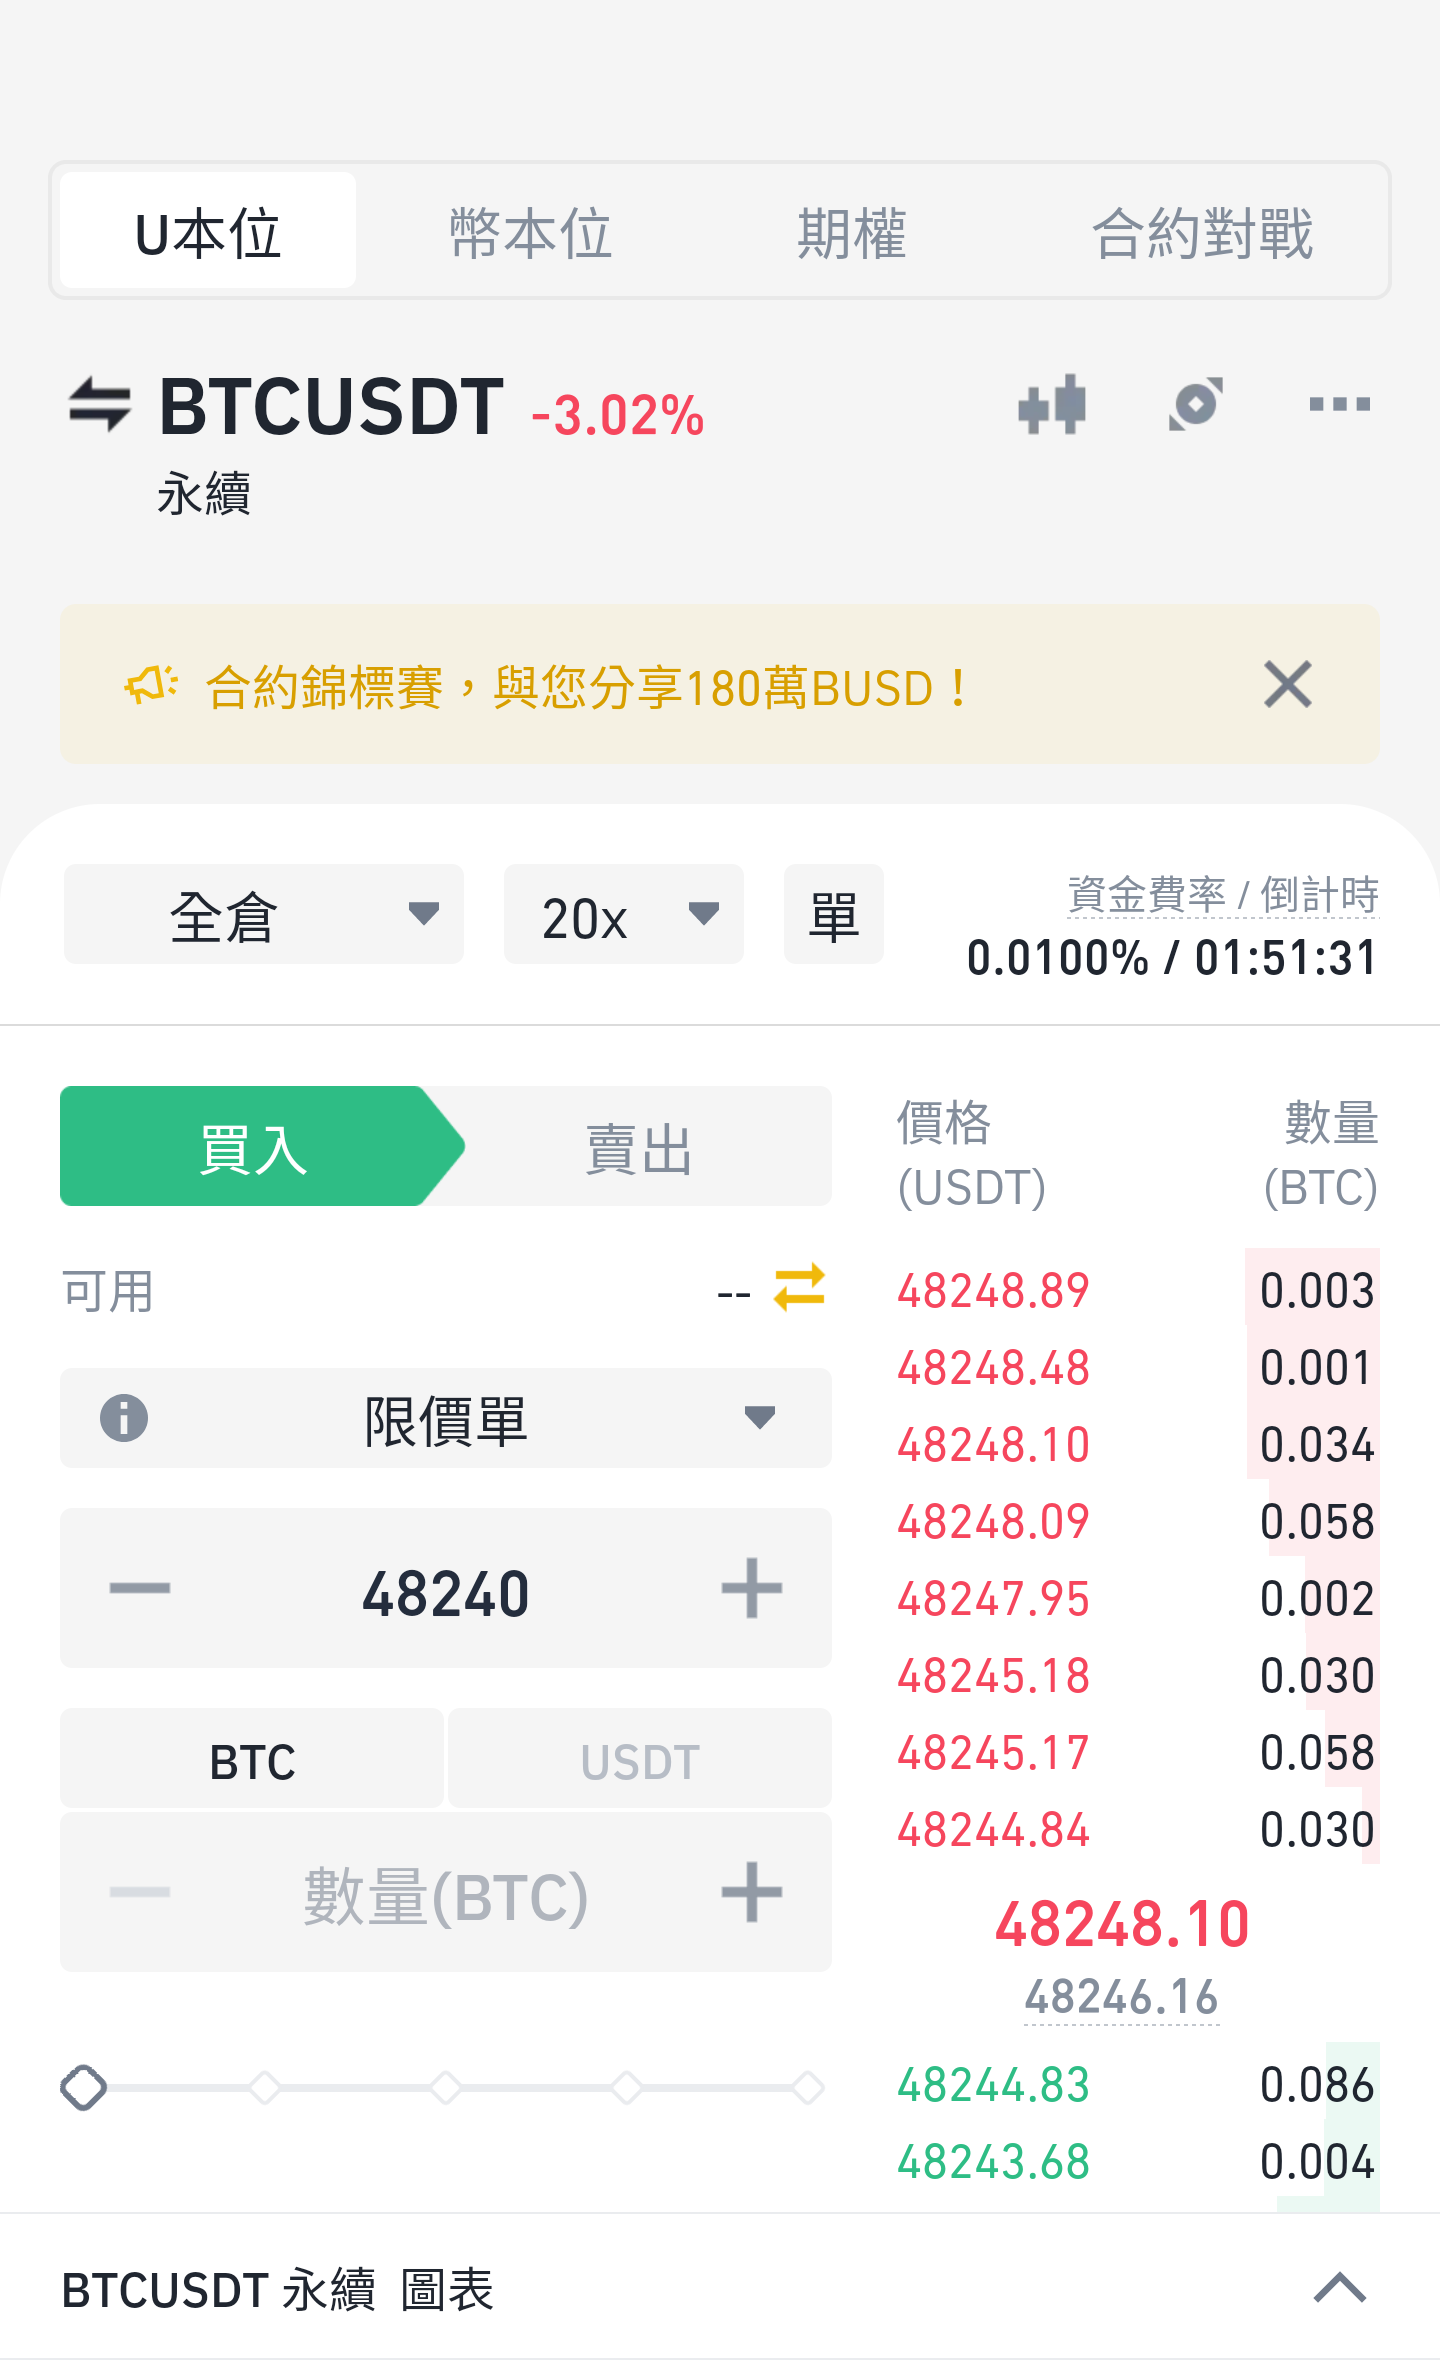 U本位 幣本位 期權 合約對戰
BTCUSDT -3.02%
永續
合約錦標賽，與您分享180萬BUSD！
全倉 20x 單
資金費率 / 倒計時
0.0100% / 01:51:31
買入 賣出
可用 --
限價單
48240
BTC USDT
數量(BTC)
價格 數量
(USDT) (BTC)
48248.89 0.003
48248.48 0.001
48248.10 0.034
48248.09 0.058
48247.95 0.002
48245.18 0.030
48245.17 0.058
48244.84 0.030
48248.10
48246.16
48244.83 0.086
48243.68 0.004
BTCUSDT 永續 圖表